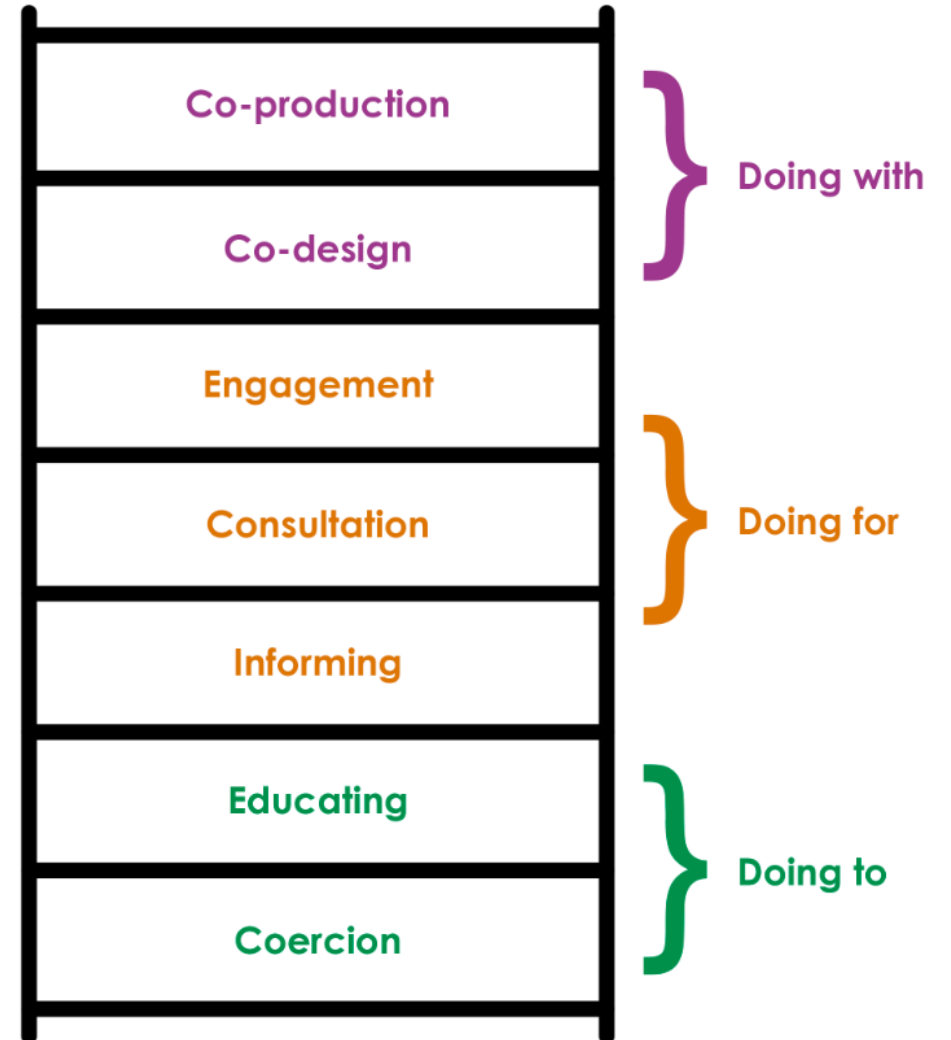 Co-production
Co-design
Doing with
Engagement
Consultation
Informing
Doing for
Educating
Coercion
Doing to